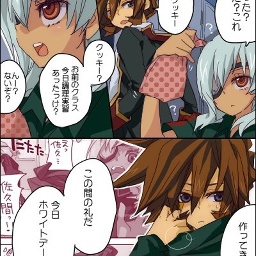 た?
?これ
クッキー
クッキー?
お前のクラス
今日調理実習
あったっけ?
んー?
ないぞ?
作ってき
この間の礼だ
今日
ホワイトデー
佐久間?!